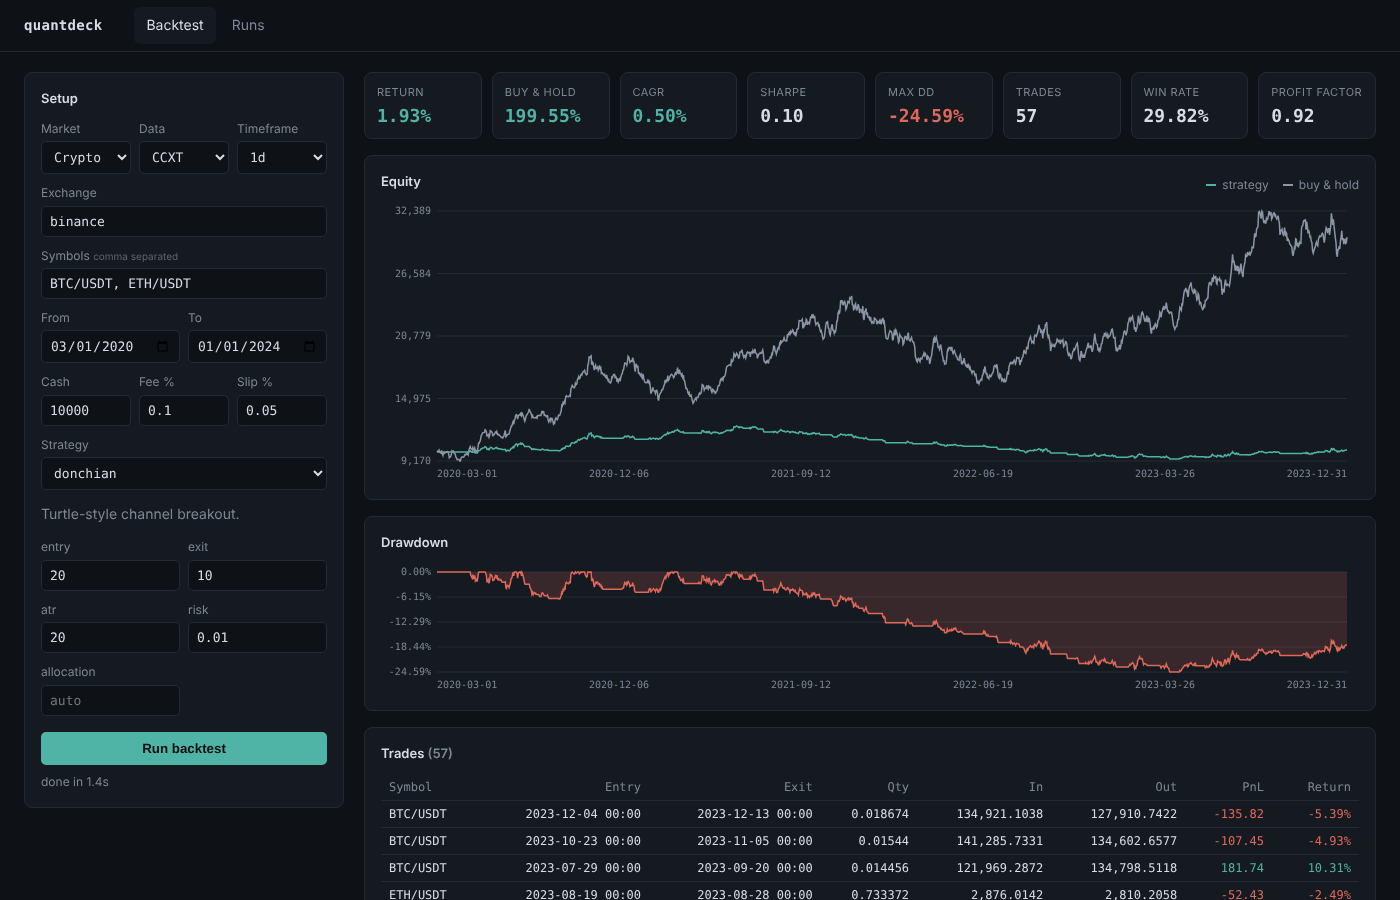 quantdeck Backtest Runs
Setup
Market Data Timeframe
Crypto CCXT 1d
Exchange
binance
Symbols comma separated
BTC/USDT, ETH/USDT
From To
03/01/2020 01/01/2024
Cash Fee % Slip %
10000 0.1 0.05
Strategy
donchian
Turtle-style channel breakout.
entry exit
20 10
atr risk
20 0.01
allocation
auto
Run backtest
done in 1.4s
RETURN BUY & HOLD CAGR SHARPE MAX DD TRADES WIN RATE PROFIT FACTOR
1.93% 199.55% 0.50% 0.10 -24.59% 57 29.82% 0.92
Equity
strategy buy & hold
32,389
26,584
20,779
14,975
9,170
2020-03-01 2020-12-06 2021-09-12 2022-06-19 2023-03-26 2023-12-31
Drawdown
0.00%
-6.15%
-12.29%
-18.44%
-24.59%
2020-03-01 2020-12-06 2021-09-12 2022-06-19 2023-03-26 2023-12-31
Trades (57)
Symbol Entry Exit Qty In Out PnL Return
BTC/USDT 2023-12-04 00:00 2023-12-13 00:00 0.018674 134,921.1038 127,910.7422 -135.82 -5.39%
BTC/USDT 2023-10-23 00:00 2023-11-05 00:00 0.01544 141,285.7331 134,602.6577 -107.45 -4.93%
BTC/USDT 2023-07-29 00:00 2023-09-20 00:00 0.014456 121,969.2872 134,798.5118 181.74 10.31%
ETH/USDT 2023-08-19 00:00 2023-08-28 00:00 0.733372 2,876.0142 2,810.2058 -52.43 -2.49%